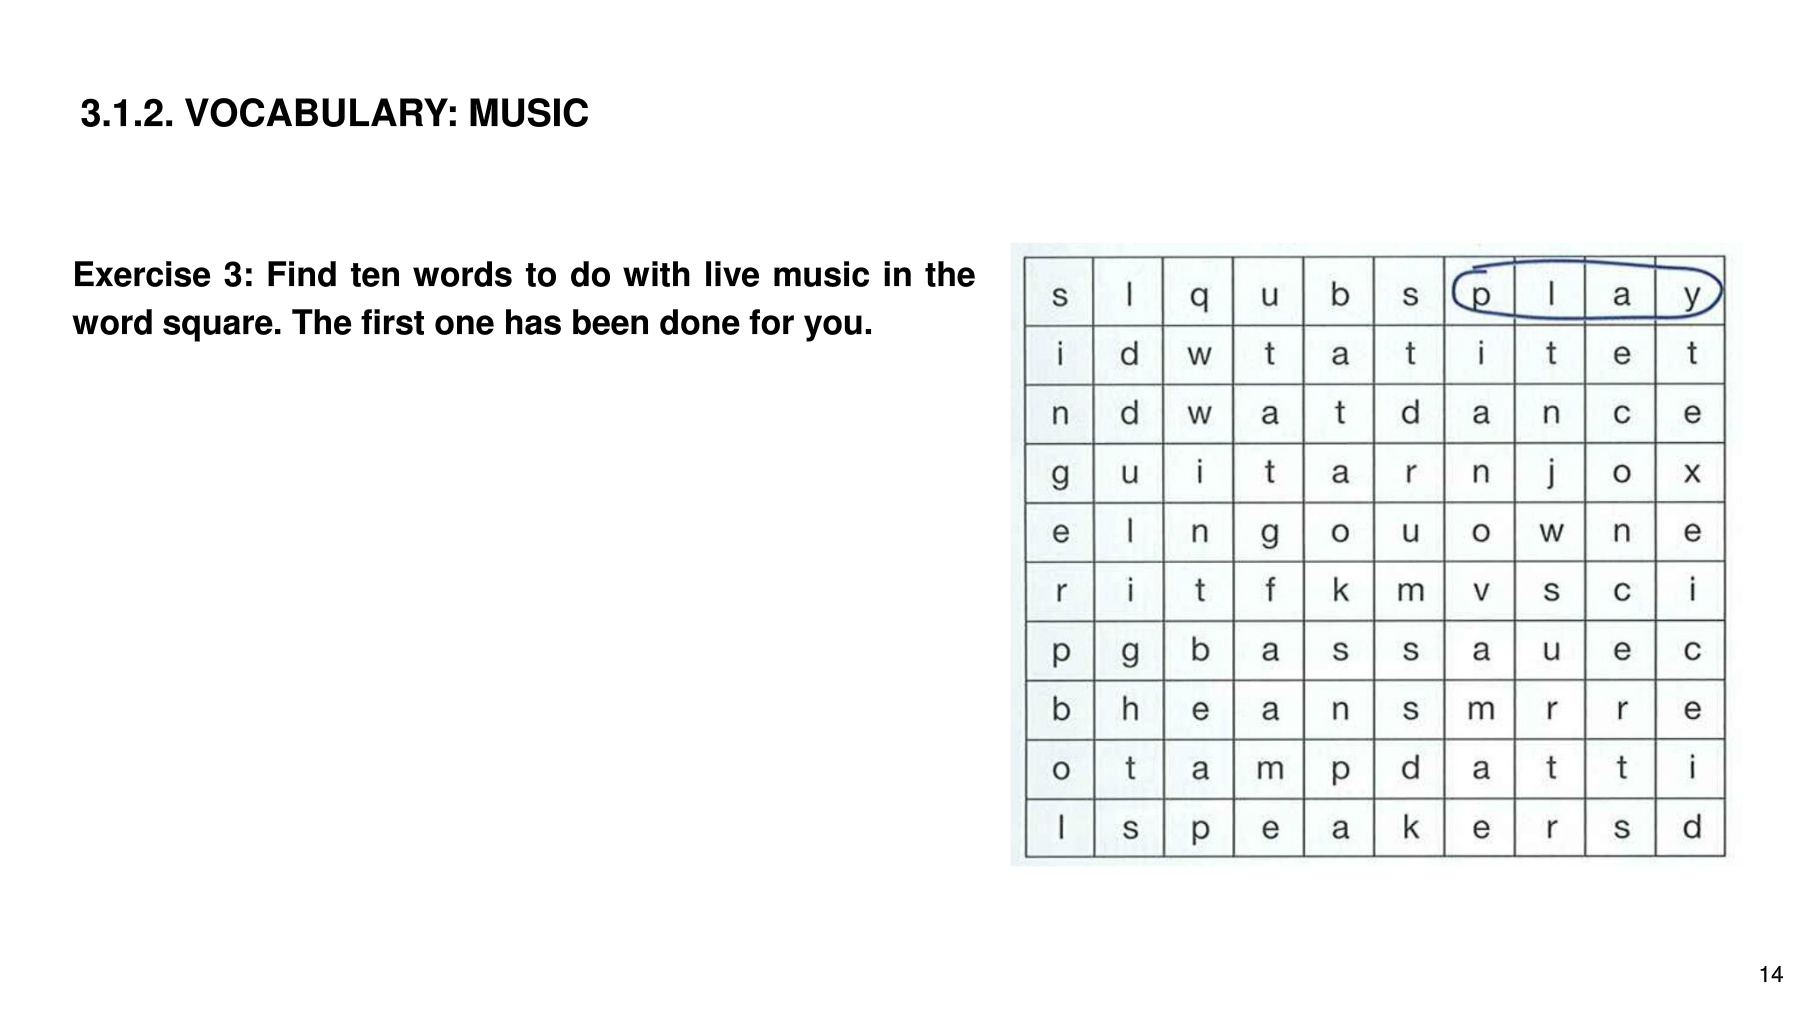 3.1.2. VOCABULARY: MUSIC
Exercise 3: Find ten words to do with live music in the
word square. The first one has been done for you.
s l q u b s p l a y
i d w t a t i t e t
n d w a t d a n c e
g u i t a r n j o x
e l n g o u o w n e
r i t f k m v s c i
p g b a s s a u e c
b h e a n s m r r e
o t a m p d a t t i
l s p e a k e r s d
14